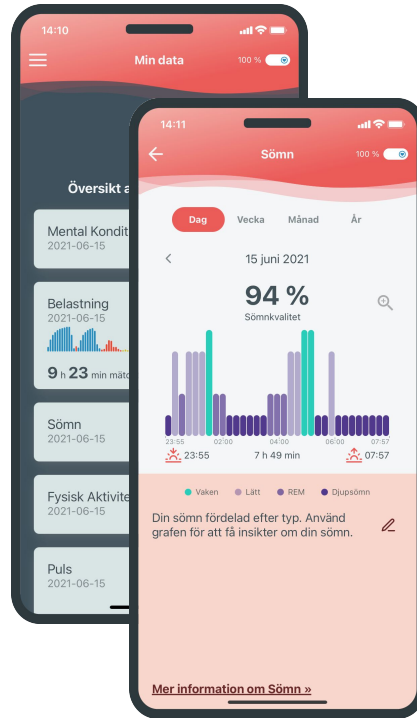 14:10
Min data
100 %
Översikt a
Mental Kondit
2021-06-15
Belastning
2021-06-15
9 h 23 min mätd
Sömn
2021-06-15
Fysisk Aktivite
2021-06-15
Puls
2021-06-15
14:11
Sömn
100 %
Dag Vecka Månad År
15 juni 2021
94 %
Sömnkvalitet
23:55 02:00 04:00 06:00 07:57
23:55 7 h 49 min 07:57
Vaken Lätt REM Djupsömn
Din sömn fördelad efter typ. Använd
grafen för att få insikter om din sömn.
Mer information om Sömn »